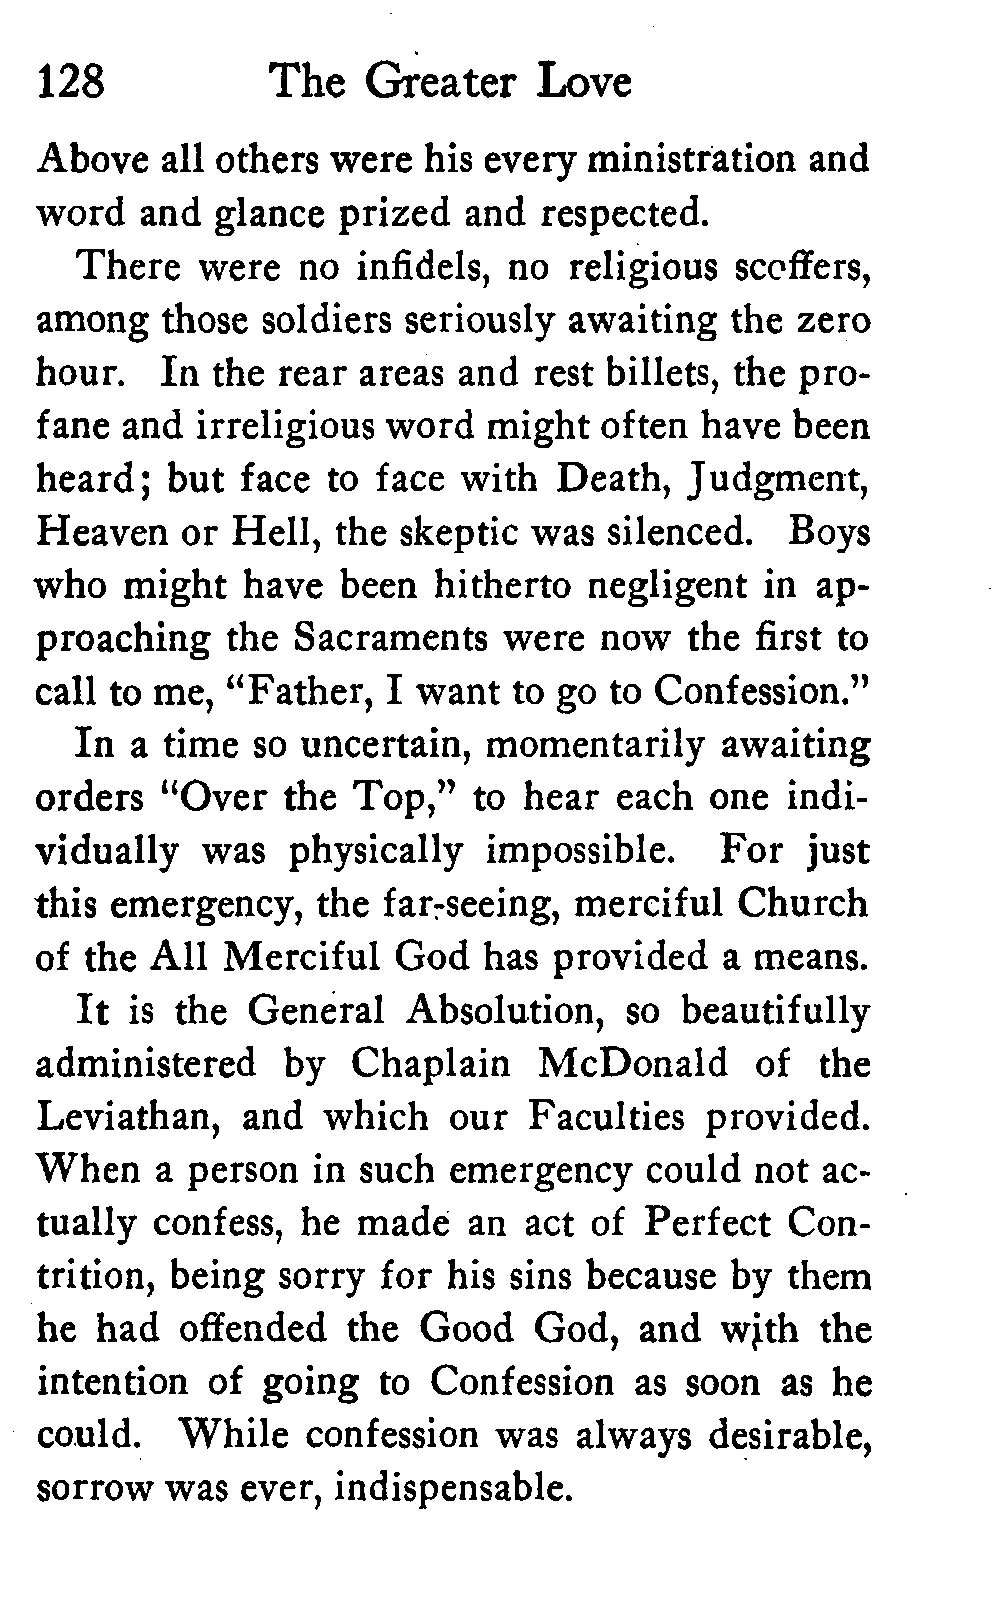 128 The Greater Love
Above all others were his every ministration and
word and glance prized and respected.
There were no infidels, no religious scoffers,
among those soldiers seriously awaiting the zero
hour. In the rear areas and rest billets, the pro-
fane and irreligious word might often have been
heard; but face to face with Death, Judgment,
Heaven or Hell, the skeptic was silenced. Boys
who might have been hitherto negligent in ap-
proaching the Sacraments were now the first to
call to me, “Father, I want to go to Confession.”
In a time so uncertain, momentarily awaiting
orders “Over the Top,” to hear each one indi-
vidually was physically impossible. For just
this emergency, the far-seeing, merciful Church
of the All Merciful God has provided a means.
It is the General Absolution, so beautifully
administered by Chaplain McDonald of the
Leviathan, and which our Faculties provided.
When a person in such emergency could not ac-
tually confess, he made an act of Perfect Con-
trition, being sorry for his sins because by them
he had offended the Good God, and with the
intention of going to Confession as soon as he
could. While confession was always desirable,
sorrow was ever, indispensable.